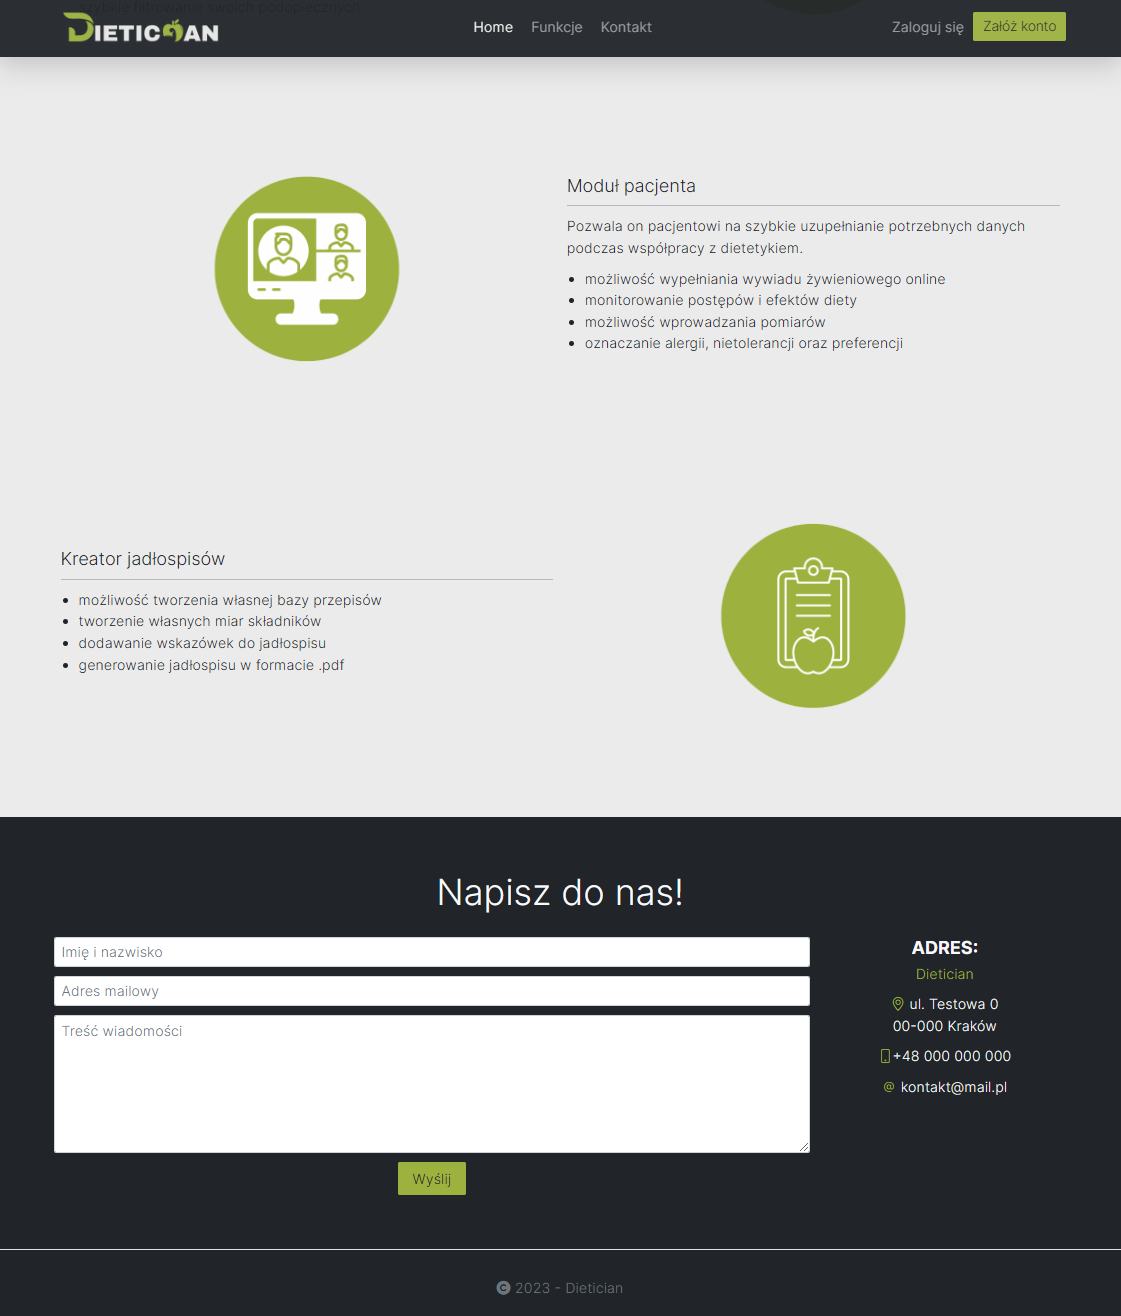 szybkie filtrowanie swoich podopiecznych
DIETICIAN
Home Funkcje Kontakt
Zaloguj się Załóż konto
Moduł pacjenta
Pozwala on pacjentowi na szybkie uzupełnianie potrzebnych danych
podczas współpracy z dietetykiem.
możliwość wypełniania wywiadu żywieniowego online
monitorowanie postępów i efektów diety
możliwość wprowadzania pomiarów
oznaczanie alergii, nietolerancji oraz preferencji
Kreator jadłospisów
możliwość tworzenia własnej bazy przepisów
tworzenie własnych miar składników
dodawanie wskazówek do jadłospisu
generowanie jadłospisu w formacie .pdf
Napisz do nas!
Imię i nazwisko
Adres mailowy
Treść wiadomości
Wyślij
ADRES:
Dietician
ul. Testowa 0
00-000 Kraków
+48 000 000 000
@ kontakt@mail.pl
© 2023 - Dietician